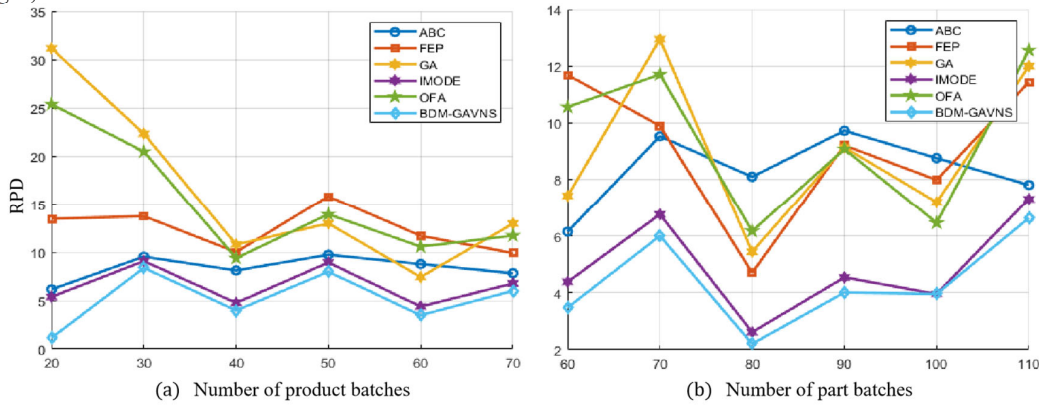 35
30
25
20
15
10
5
0
RPD
ABC
FEP
GA
IMODE
OFA
BDM-GAVNS
20 30 40 50 60 70
(a) Number of product batches
14
12
10
8
6
4
2
ABC
FEP
GA
IMODE
OFA
BDM-GAVNS
60 70 80 90 100 110
(b) Number of part batches